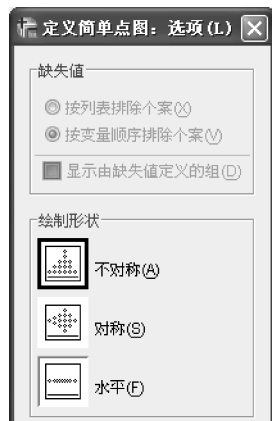 定义简单点图：选项(L)
缺失值
按列表排除个案(X)
按变量顺序排除个案(V)
显示由缺失值定义的组(D)
绘制形状
不对称(A)
对称(S)
水平(F)